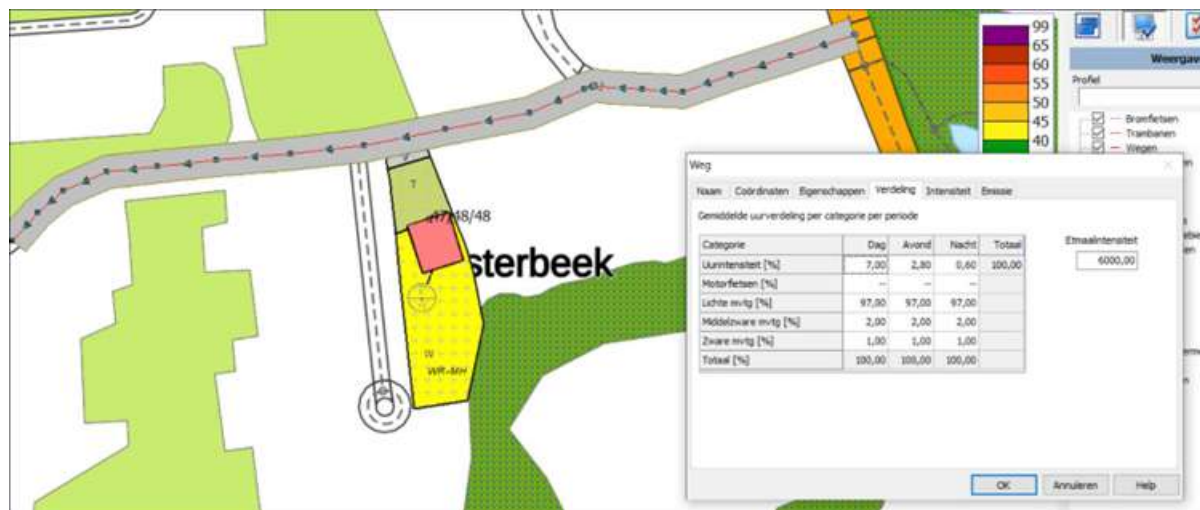 99
65
60
55
50
45
40
Weergav
Profiel
Bromfietsen
Trambanen
Wegen
Weg
Naam Coördinaten Eigenschappen Verdeling Intensiteit Emissie
Gemiddelde uurverdeling per categorie per periode
Categorie Dag Avond Nacht Totaal
Etmaalintensiteit
Uurintensiteit [%] 7,00 2,80 0,60 100,00
6000,00
Motorfietsen [%] -- -- --
Lichte mvtg [%] 97,00 97,00 97,00
Middelzware mvtg [%] 2,00 2,00 2,00
Zware mvtg [%] 1,00 1,00 1,00
Totaal [%] 100,00 100,00 100,00
OK Annuleren Help
T
47/48/48
sterbeek
W
WR-MH